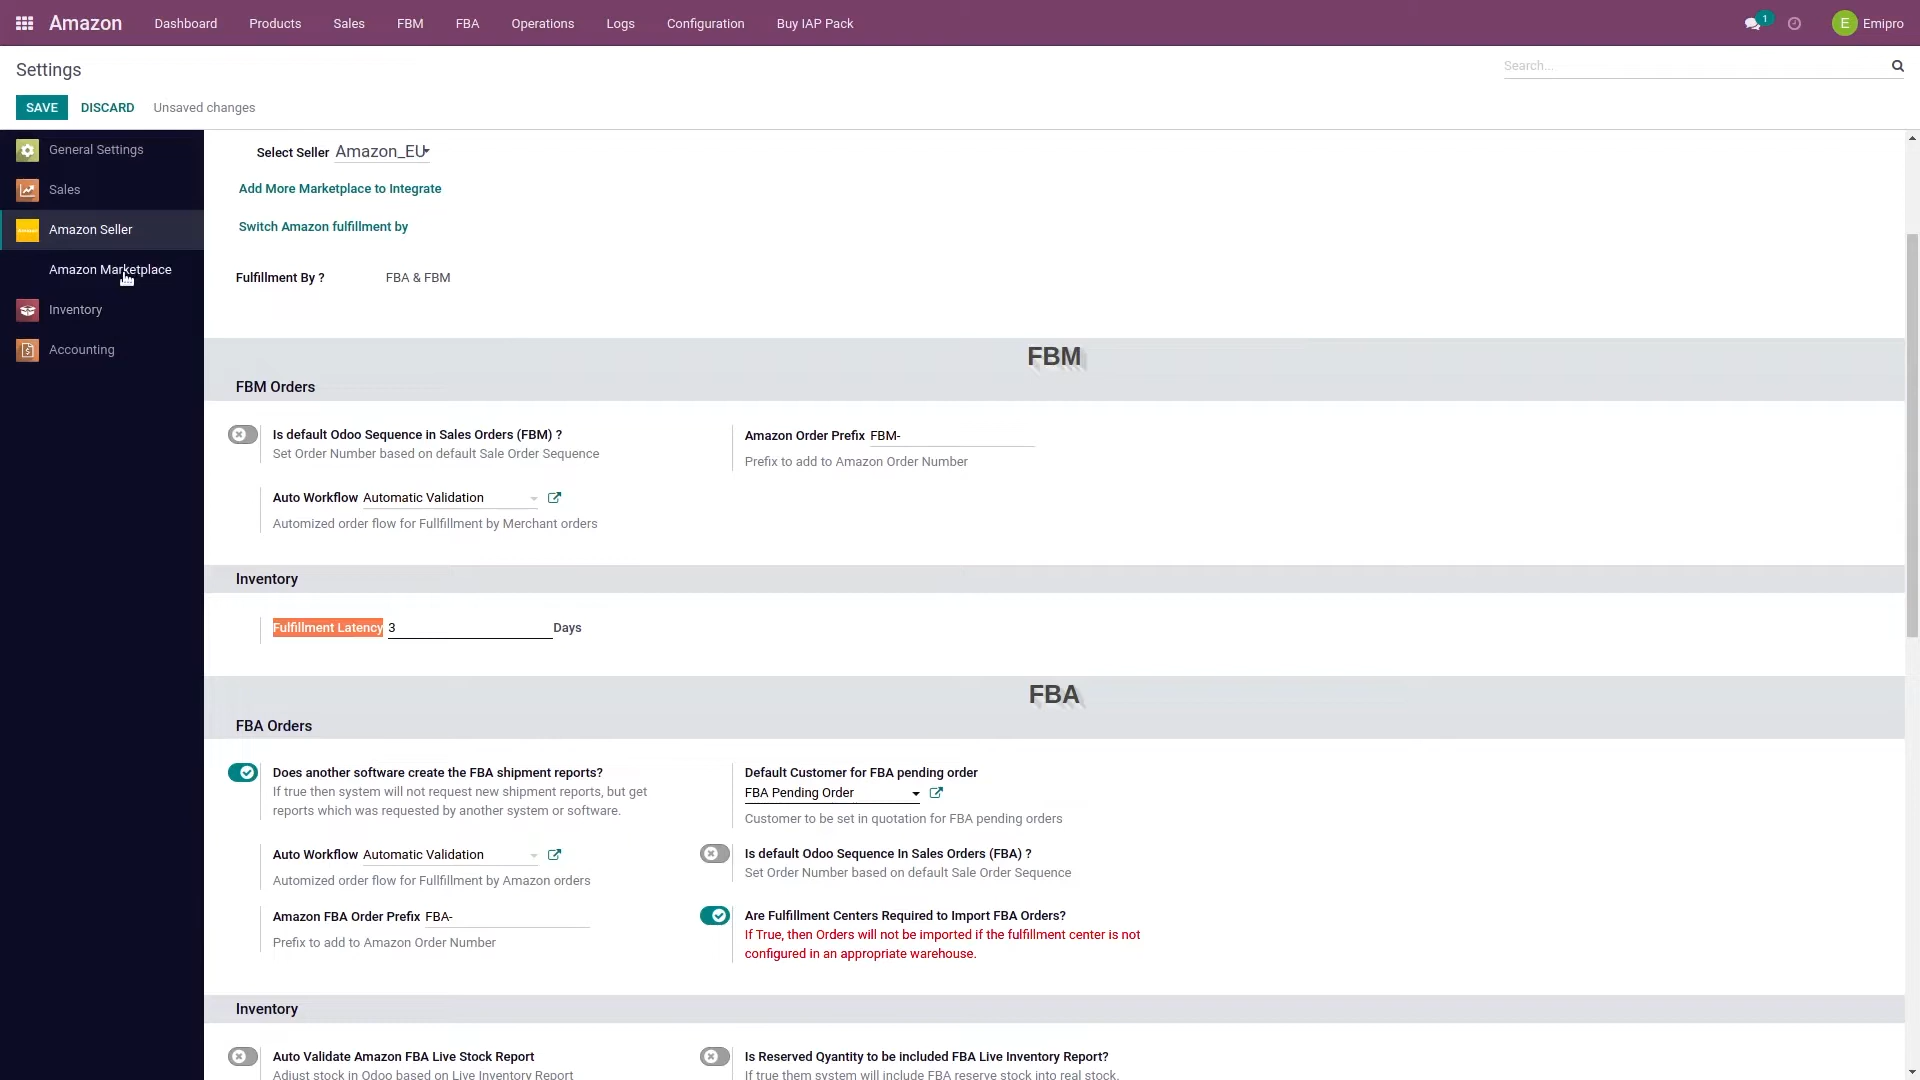 Amazon Dashboard Products Sales FBM FBA Operations Logs Configuration Buy IAP Pack 1 E Emipro
Settings Search...
SAVE DISCARD Unsaved changes
General Settings
Sales
Amazon Seller
Amazon Marketplace
Inventory
Accounting
Select Seller Amazon_EU
Add More Marketplace to Integrate
Switch Amazon fulfillment by
Fulfillment By ? FBA & FBM
FBM
FBM Orders
Is default Odoo Sequence in Sales Orders (FBM) ?
Set Order Number based on default Sale Order Sequence
Amazon Order Prefix FBM-
Prefix to add to Amazon Order Number
Auto Workflow Automatic Validation
Automized order flow for Fullfillment by Merchant orders
Inventory
Fulfillment Latency 3 Days
FBA
FBA Orders
Does another software create the FBA shipment reports?
If true then system will not request new shipment reports, but get
reports which was requested by another system or software.
Default Customer for FBA pending order
FBA Pending Order
Customer to be set in quotation for FBA pending orders
Auto Workflow Automatic Validation
Automized order flow for Fullfillment by Amazon orders
Is default Odoo Sequence In Sales Orders (FBA) ?
Set Order Number based on default Sale Order Sequence
Amazon FBA Order Prefix FBA-
Prefix to add to Amazon Order Number
Are Fulfillment Centers Required to Import FBA Orders?
If True, then Orders will not be imported if the fulfillment center is not
configured in an appropriate warehouse.
Inventory
Auto Validate Amazon FBA Live Stock Report
Adjust stock in Odoo based on Live Inventory Report
Is Reserved Qyantity to be included FBA Live Inventory Report?
If true them system will include FBA reserve stock into real stock.